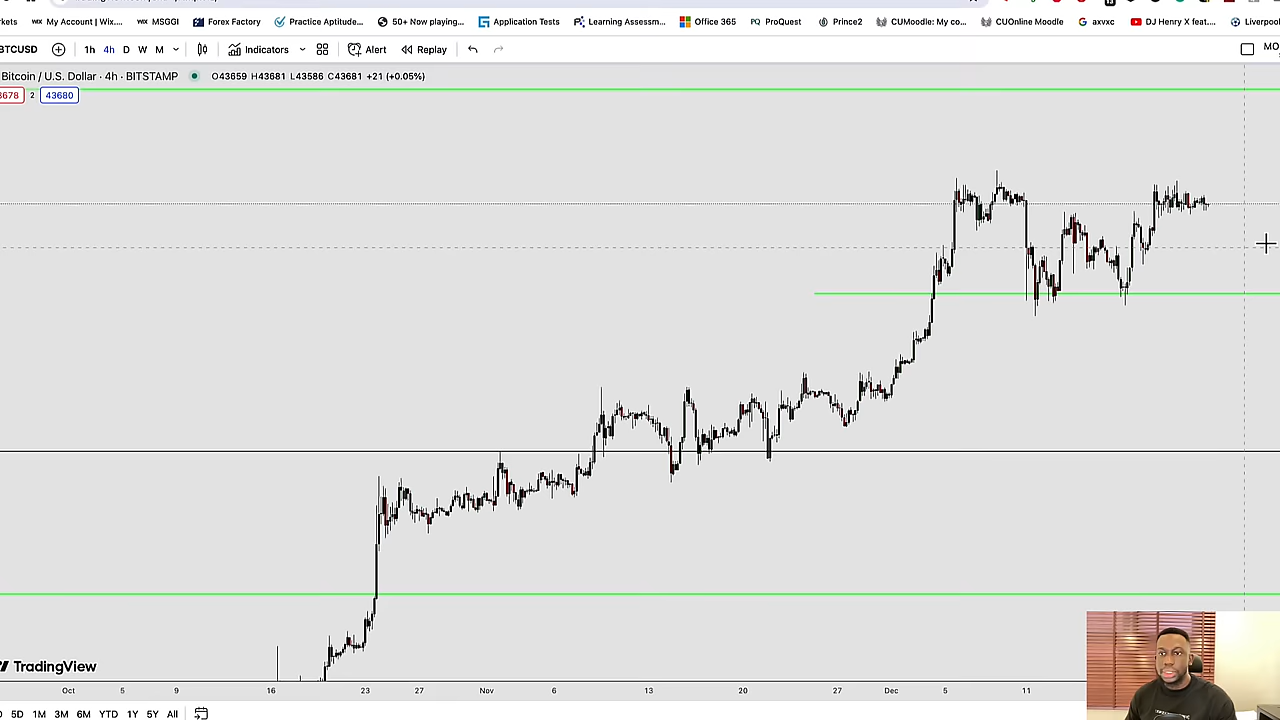 My Account | Wix.... MSGGI Forex Factory Practice Aptitude... 50+ Now playing... Application Tests Learning Assessm... Office 365 ProQuest Prince2 CUMoodle: My co... CUOnline Moodle axvxc DJ Henry X feat....
BTCUSD 1h 4h D W M Indicators Alert Replay
Bitcoin / U.S. Dollar · 4h · BITSTAMP O43659 H43681 L43586 C43681 +21 (+0.05%)
2 43680
TradingView
Oct 5 9 16 23 Nov 6 13 20 27 Dec 5 11
5D 1M 3M 6M YTD 1Y 5Y All